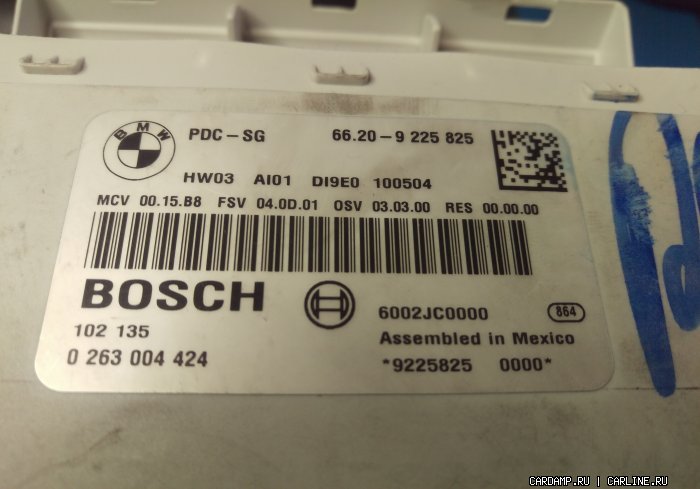 BMW
PDC-SG 66.20-9 225 825
HW03 AI01 DI9E0 100504
MCV 00.15.B8 FSV 04.0D.01 OSV 03.03.00 RES 00.00.00
BOSCH
6002JC0000 864
102 135 Assembled in Mexico
0 263 004 424 *9225825 0000*
CARDAMP.RU | CARLINE.RU